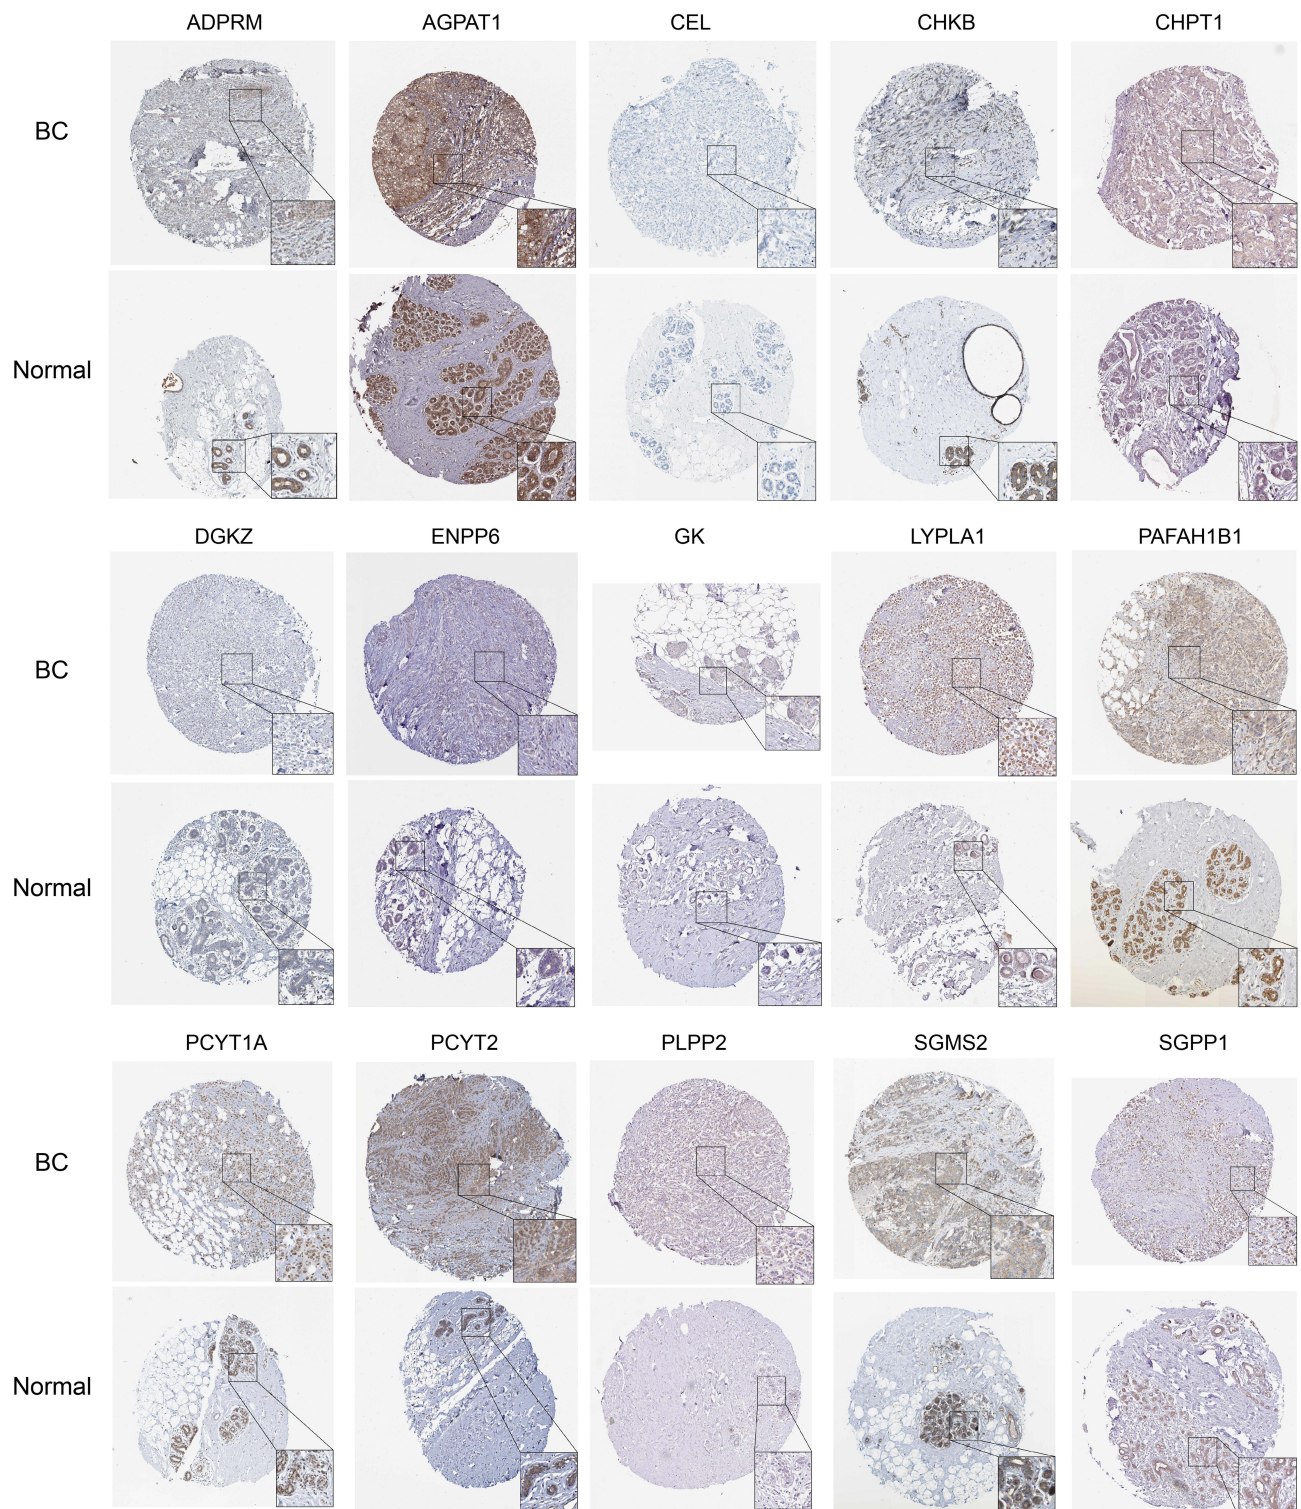 ADPRM AGPAT1 CEL CHKB CHPT1
BC
Normal
DGKZ ENPP6 GK LYPLA1 PAFAH1B1
BC
Normal
PCYT1A PCYT2 PLPP2 SGMS2 SGPP1
BC
Normal